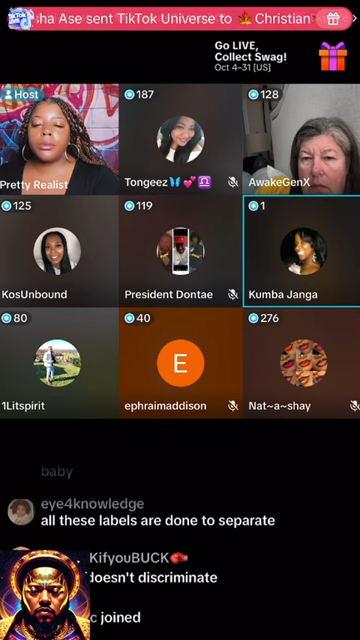 sha Ase sent TikTok Universe to 🍁 Christian
Go LIVE,
Collect Swag!
Oct 4–31 [US]
Host
187
128
Pretty Realist
Tongeez🦋💕♎
AwakeGenX
125
119
1
KosUnbound
President Dontae
Kumba Janga
80
40
276
E
1Litspirit
ephraimaddison
Nat~a~shay
baby
eye4knowledge
all these labels are done to separate
KifyouBUCK🥊
doesn't discriminate
c joined